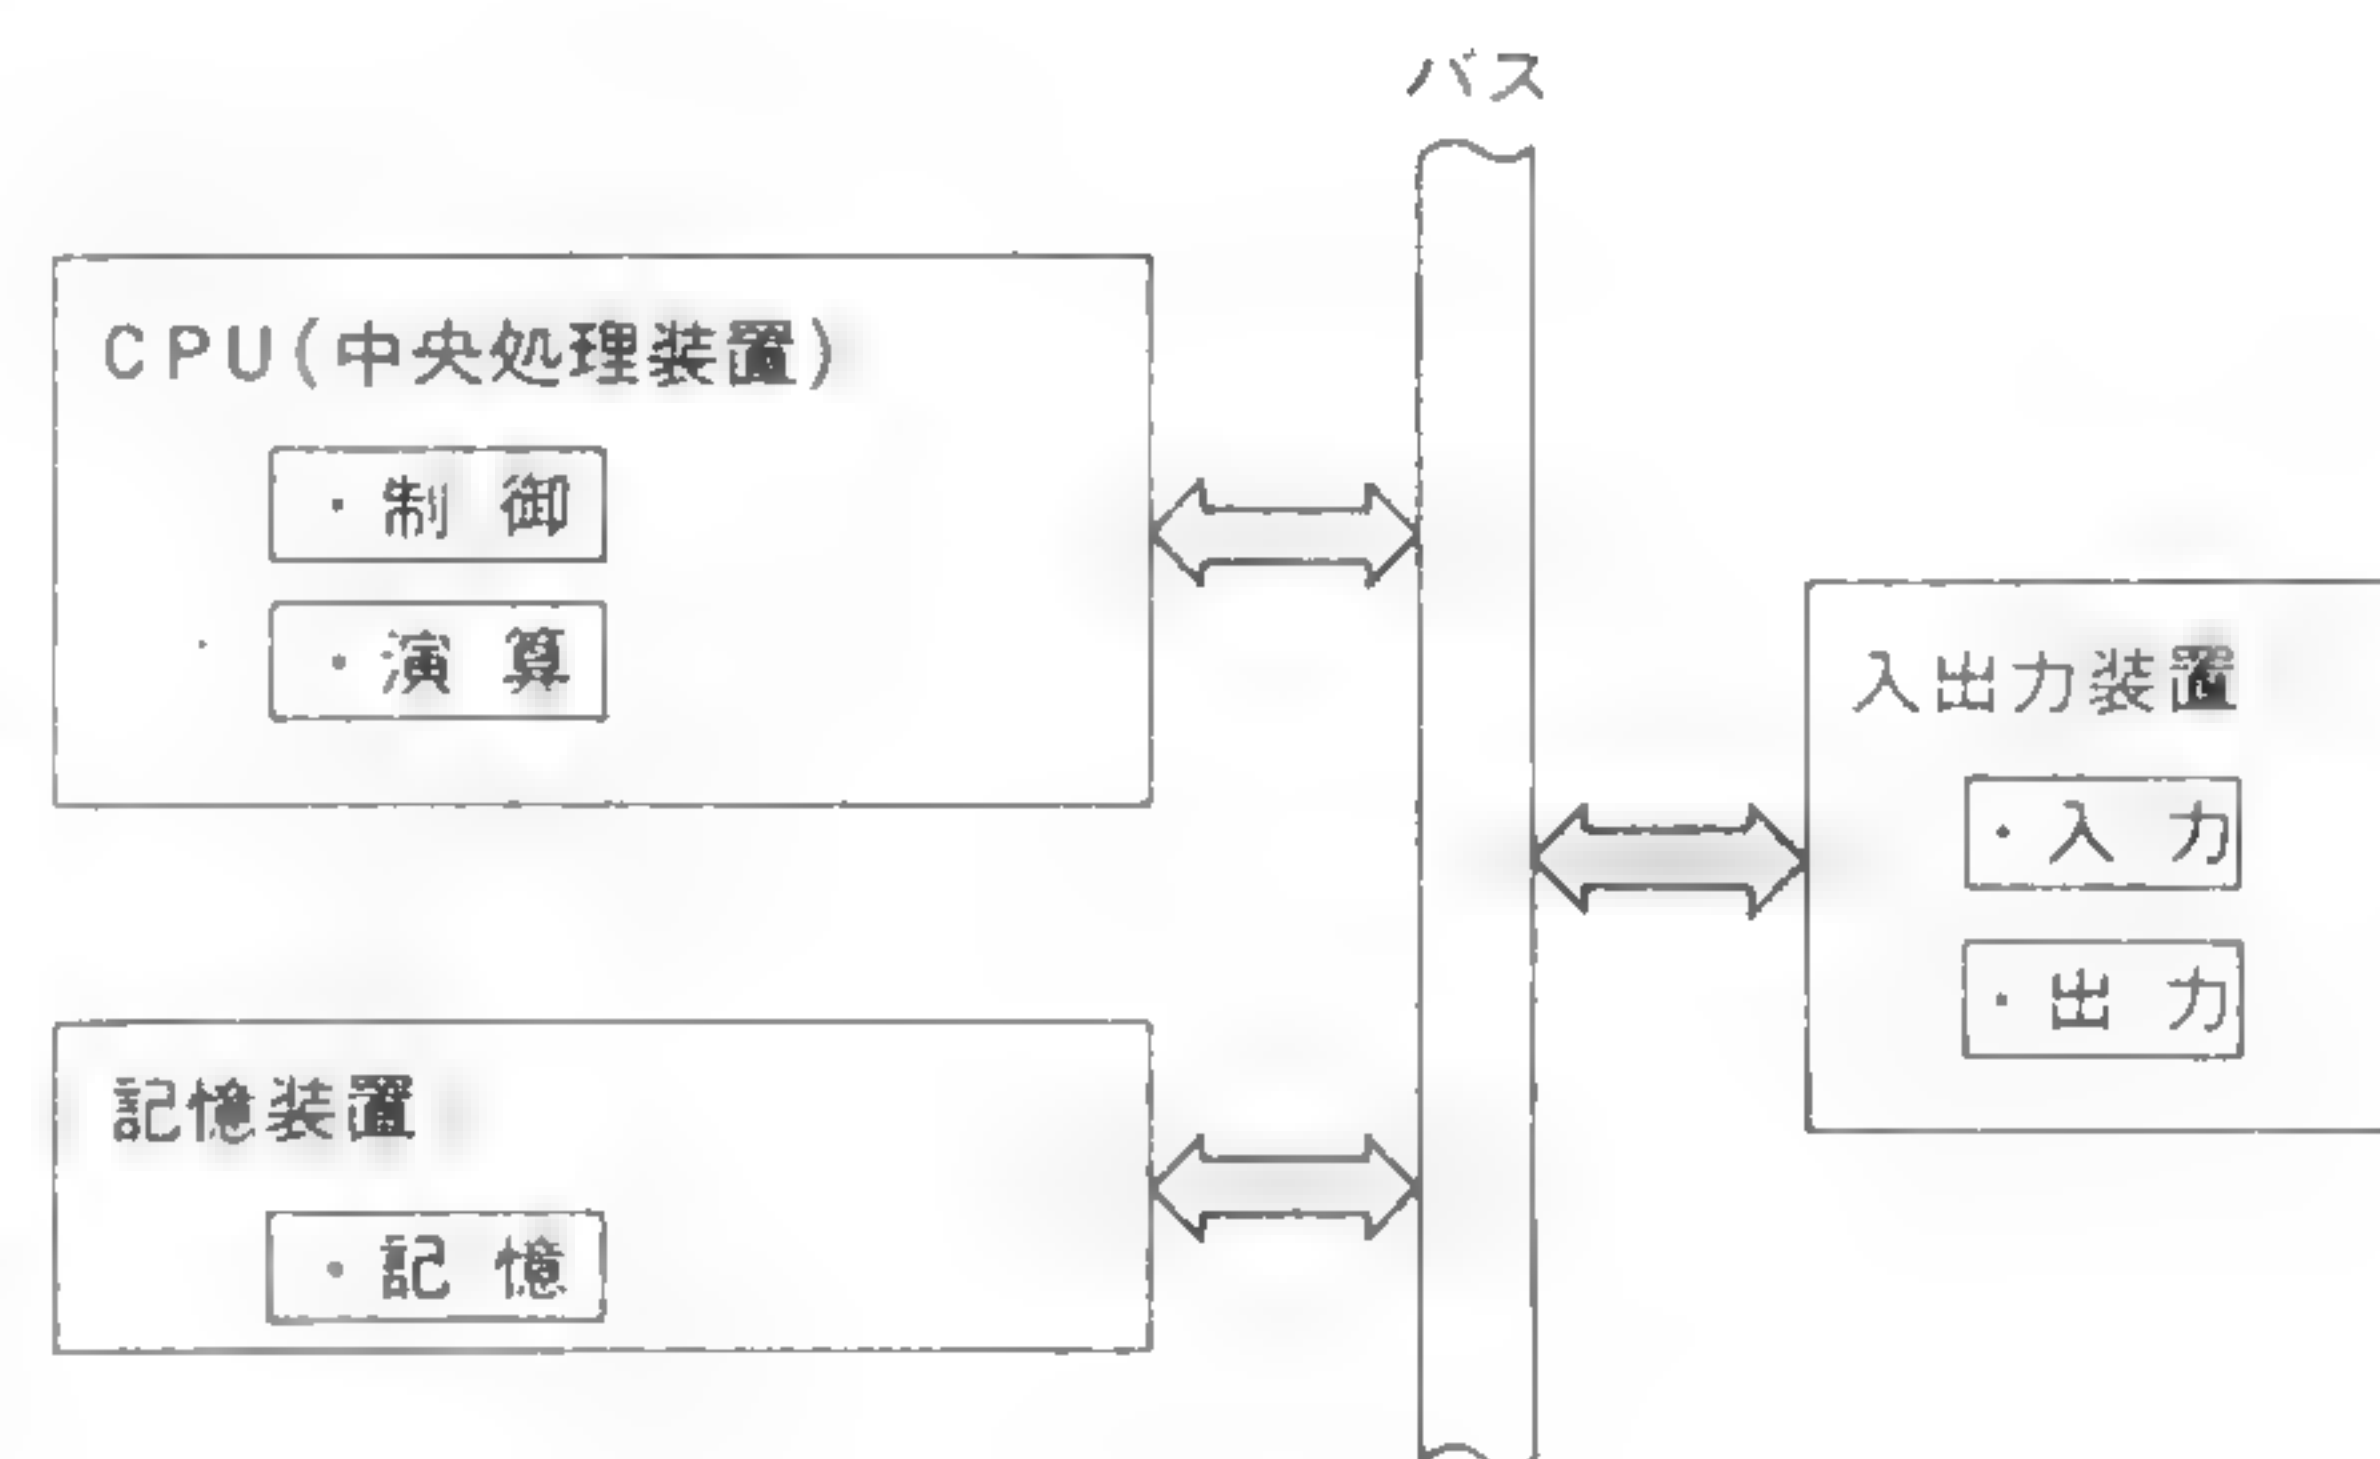 バス
CPU(中央処理装置)
・制 御
・演 算
記憶装置
・記 憶
入出力装置
・入 力
・出 力